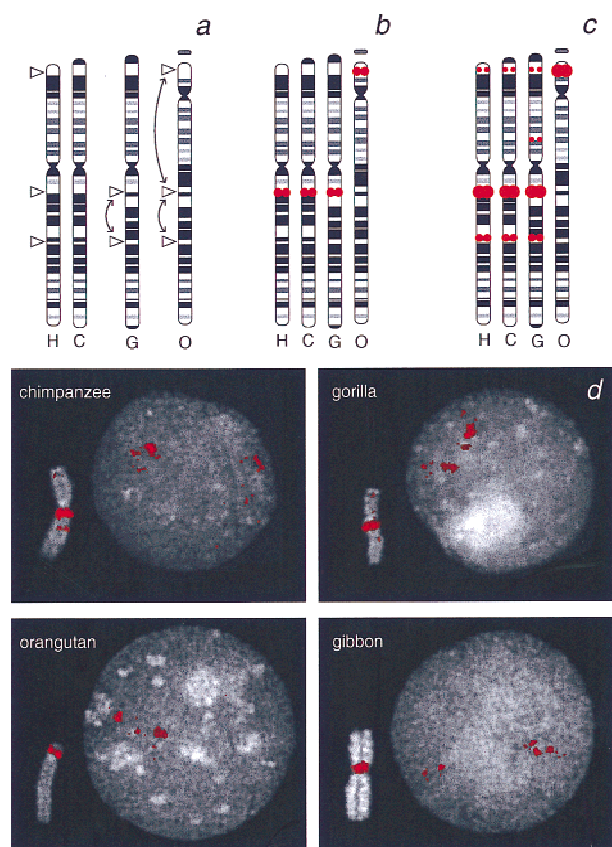 a
b
c
H C G O
H C G O
H C G O
chimpanzee
gorilla
d
orangutan
gibbon